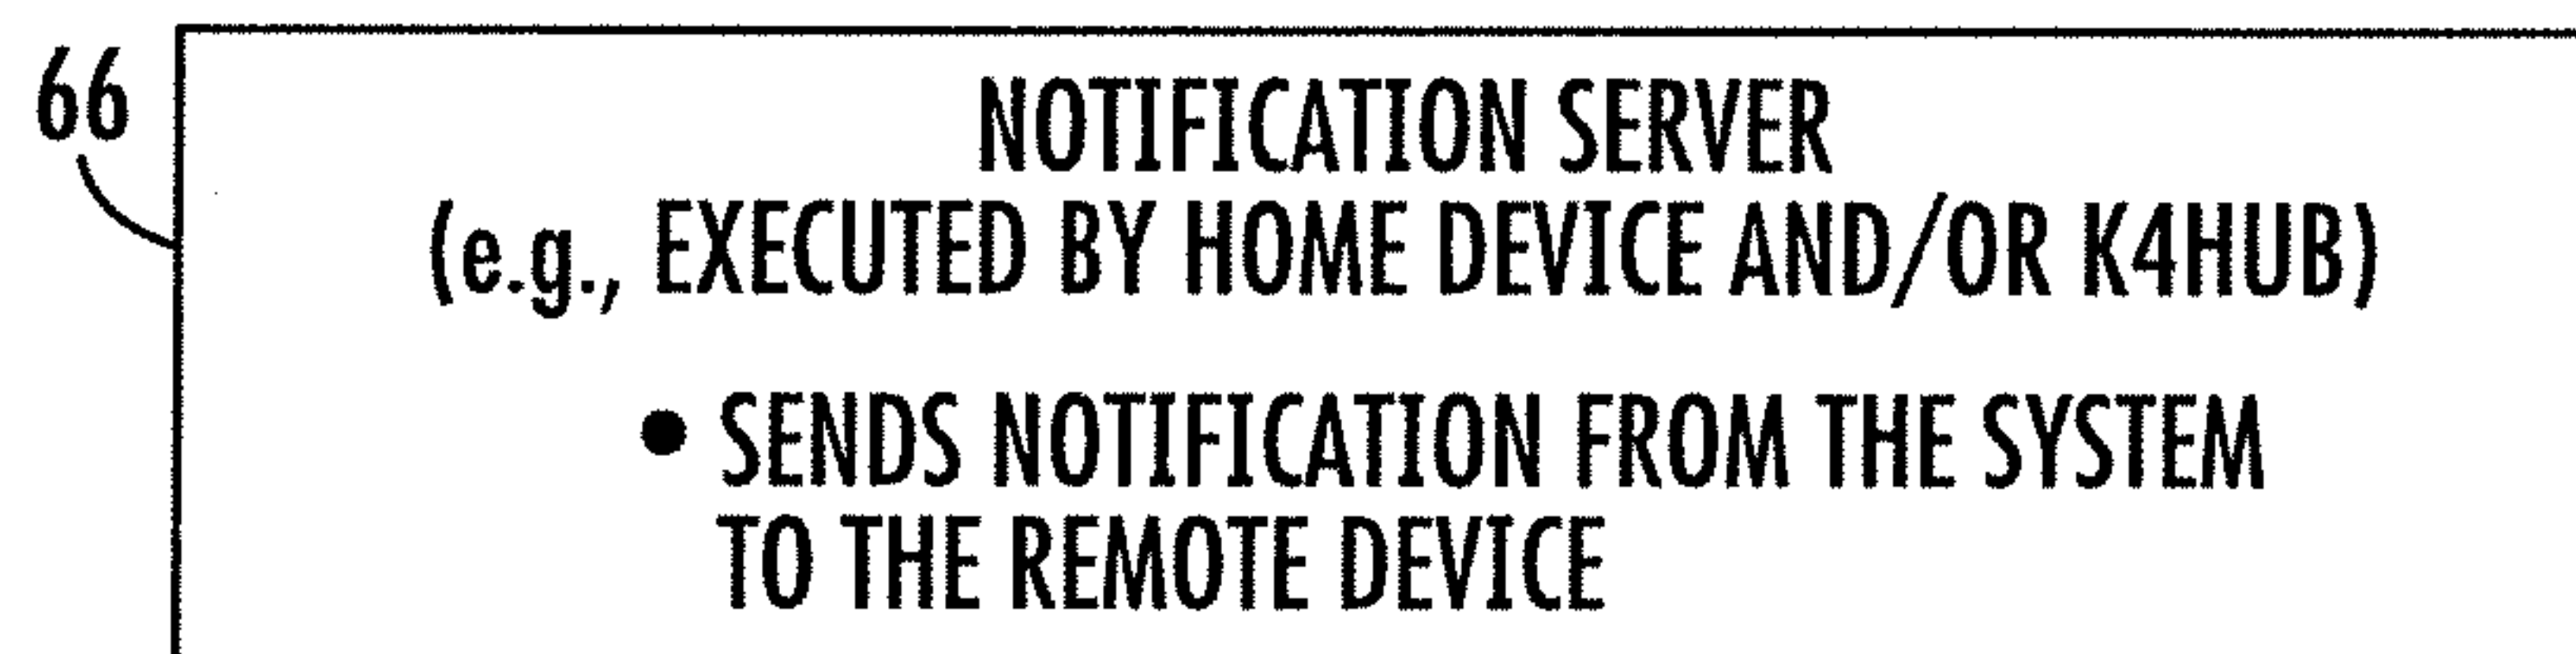 66
NOTIFICATION SERVER
(e.g., EXECUTED BY HOME DEVICE AND/OR K4HUB)
• SENDS NOTIFICATION FROM THE SYSTEM
TO THE REMOTE DEVICE